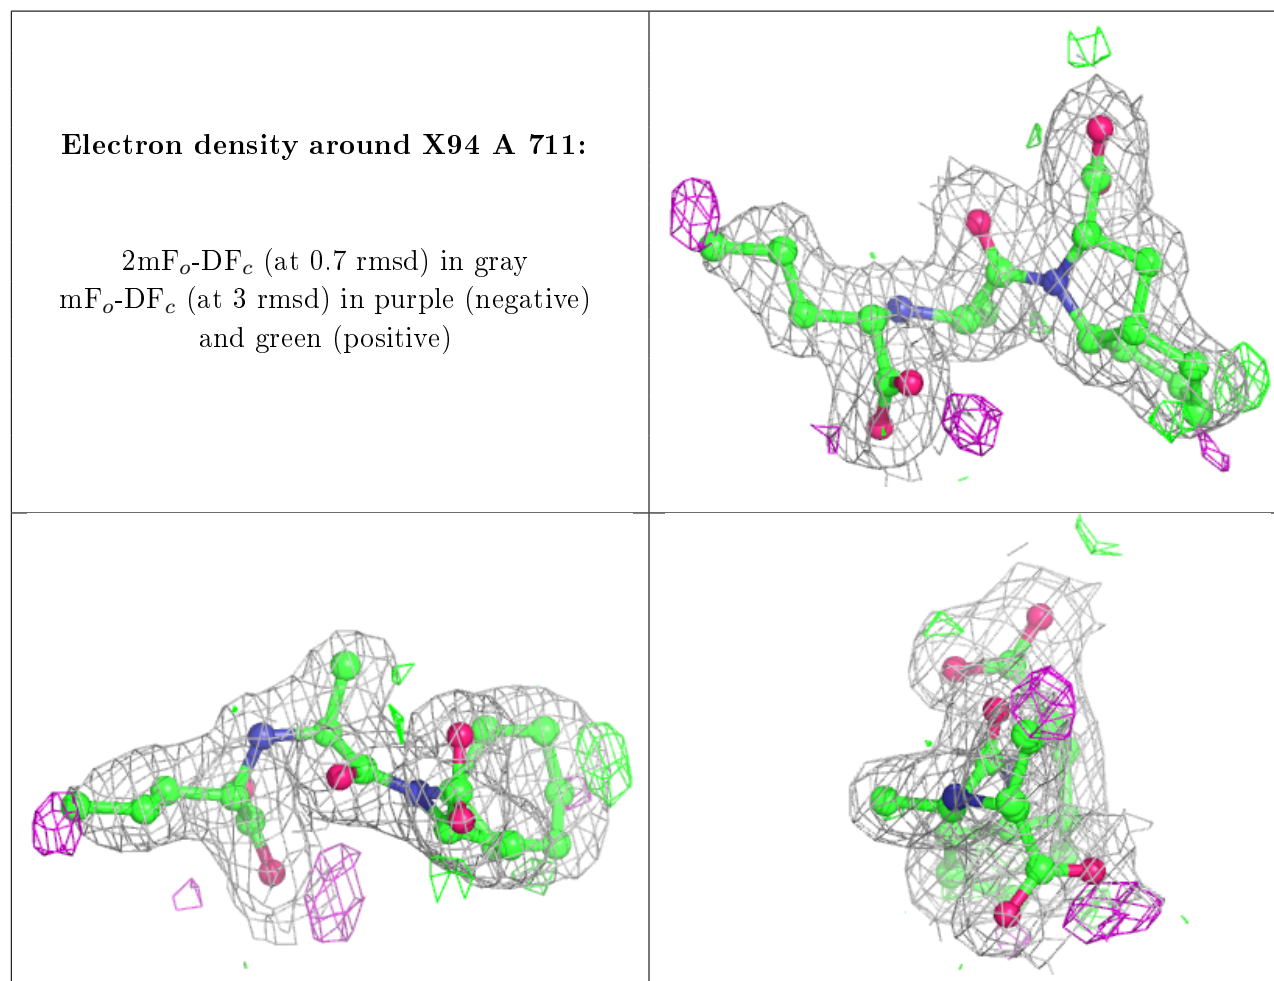 Electron density around X94 A 711:
2mFo-DFc (at 0.7 rmsd) in gray
mFo-DFc (at 3 rmsd) in purple (negative)
and green (positive)